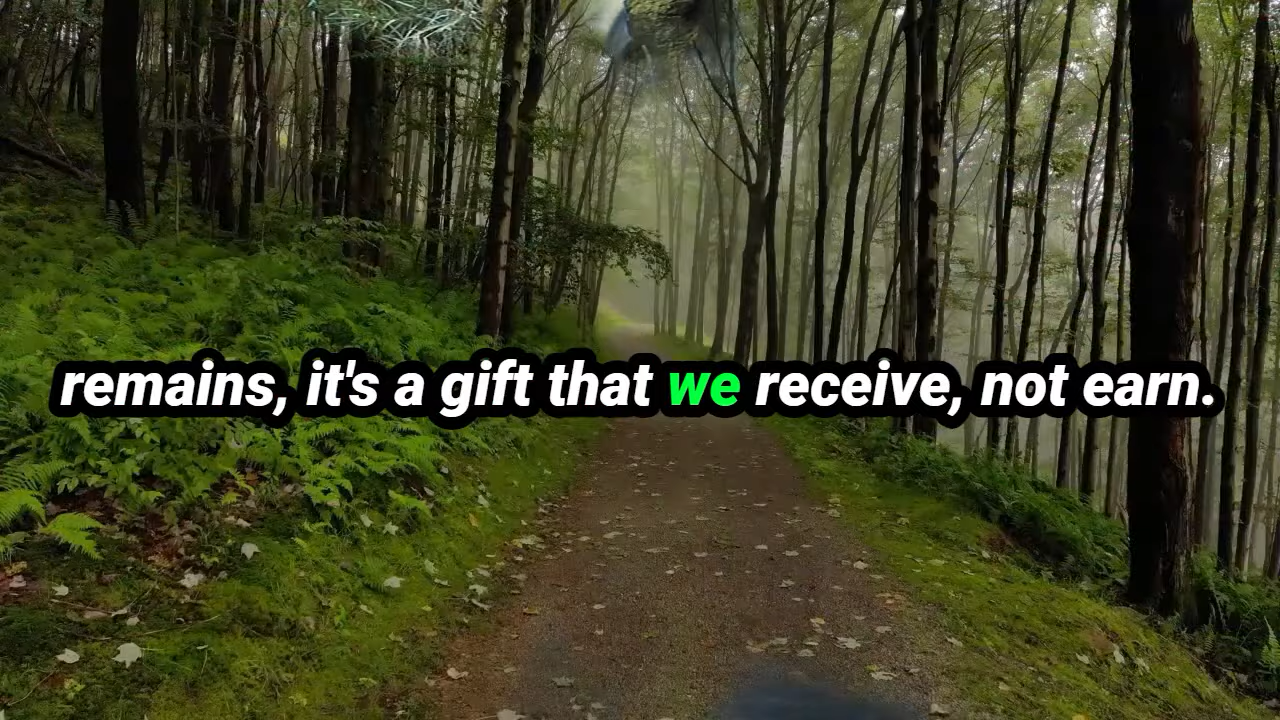 remains, it's a gift that we receive, not earn.